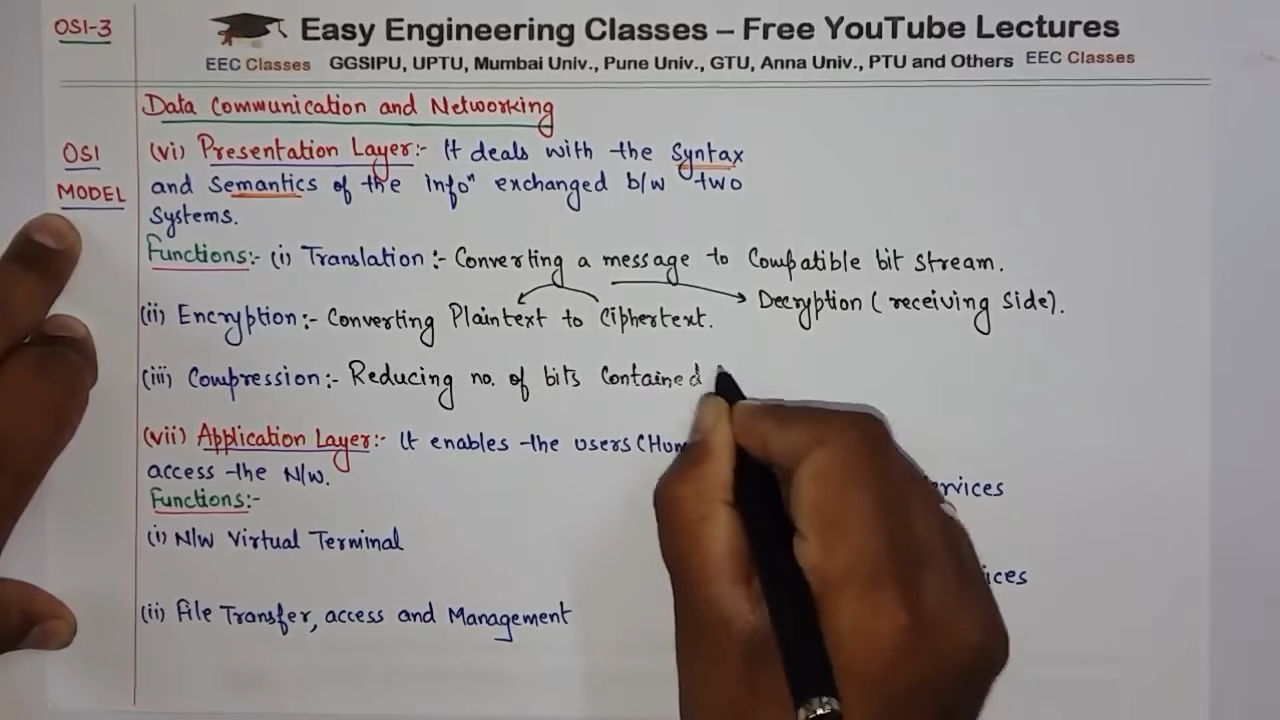 OSI-3
Easy Engineering Classes – Free YouTube Lectures
EEC Classes GGSIPU, UPTU, Mumbai Univ., Pune Univ., GTU, Anna Univ., PTU and Others EEC Classes
Data Communication and Networking
OSI
MODEL
(vi) Presentation Layer:- It deals with the Syntax
and Semantics of the infoⁿ exchanged b/w two
Systems.
Functions:- (i) Translation:- Converting a message to Compatible bit stream.
Decryption (receiving side).
(ii) Encryption:- Converting Plaintext to Ciphertext.
(iii) Compression:- Reducing no. of bits Contained
(vii) Application Layer:- It enables the users
access the N/w.
Functions:-
(i) N/W Virtual Terminal
(ii) File Transfer, access and Management